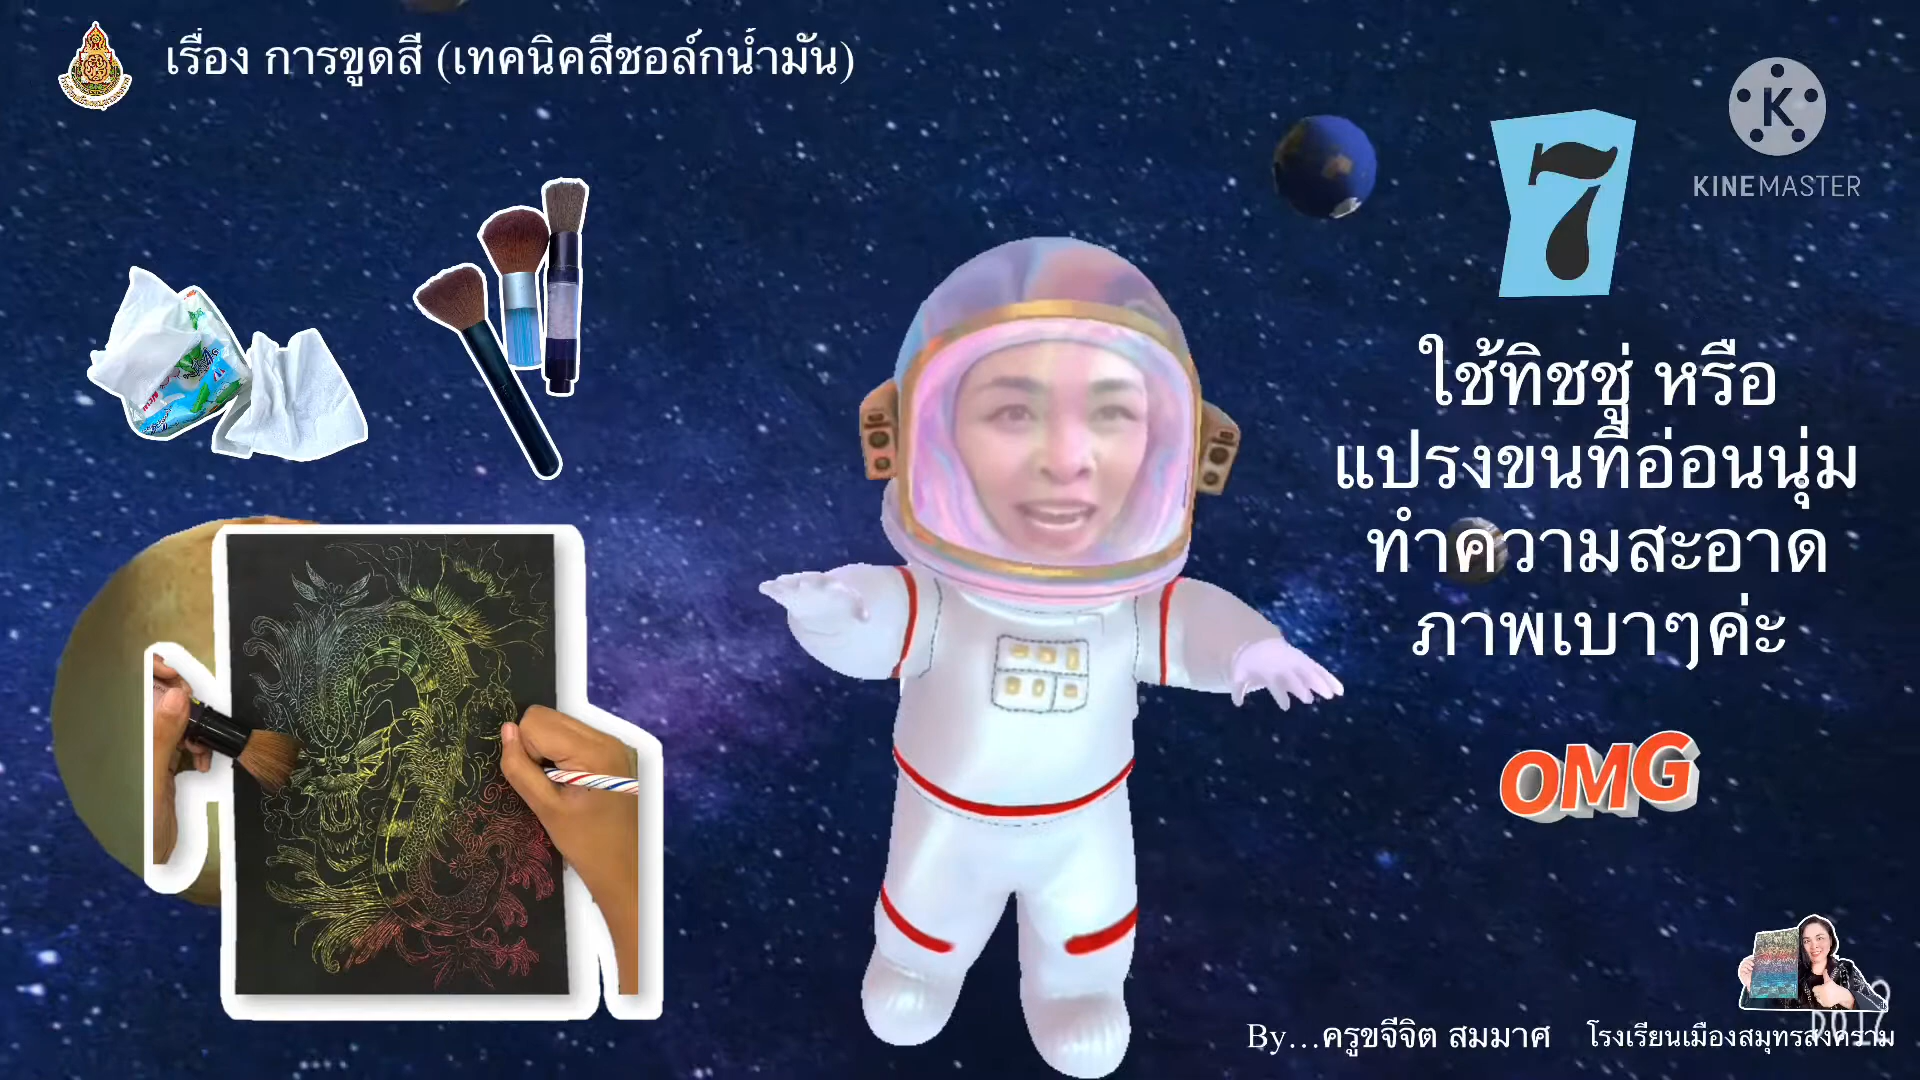 เรื่อง การขูดสี (เทคนิคสีชอล์กน้ำมัน)
7
K
KINEMASTER
ใช้ทิชชู่ หรือ
แปรงขนที่อ่อนนุ่ม
ทำความสะอาด
ภาพเบาๆค่ะ
OMG
By…ครูขจีจิต สมมาศ
โรงเรียนเมืองสมุทรสงคราม